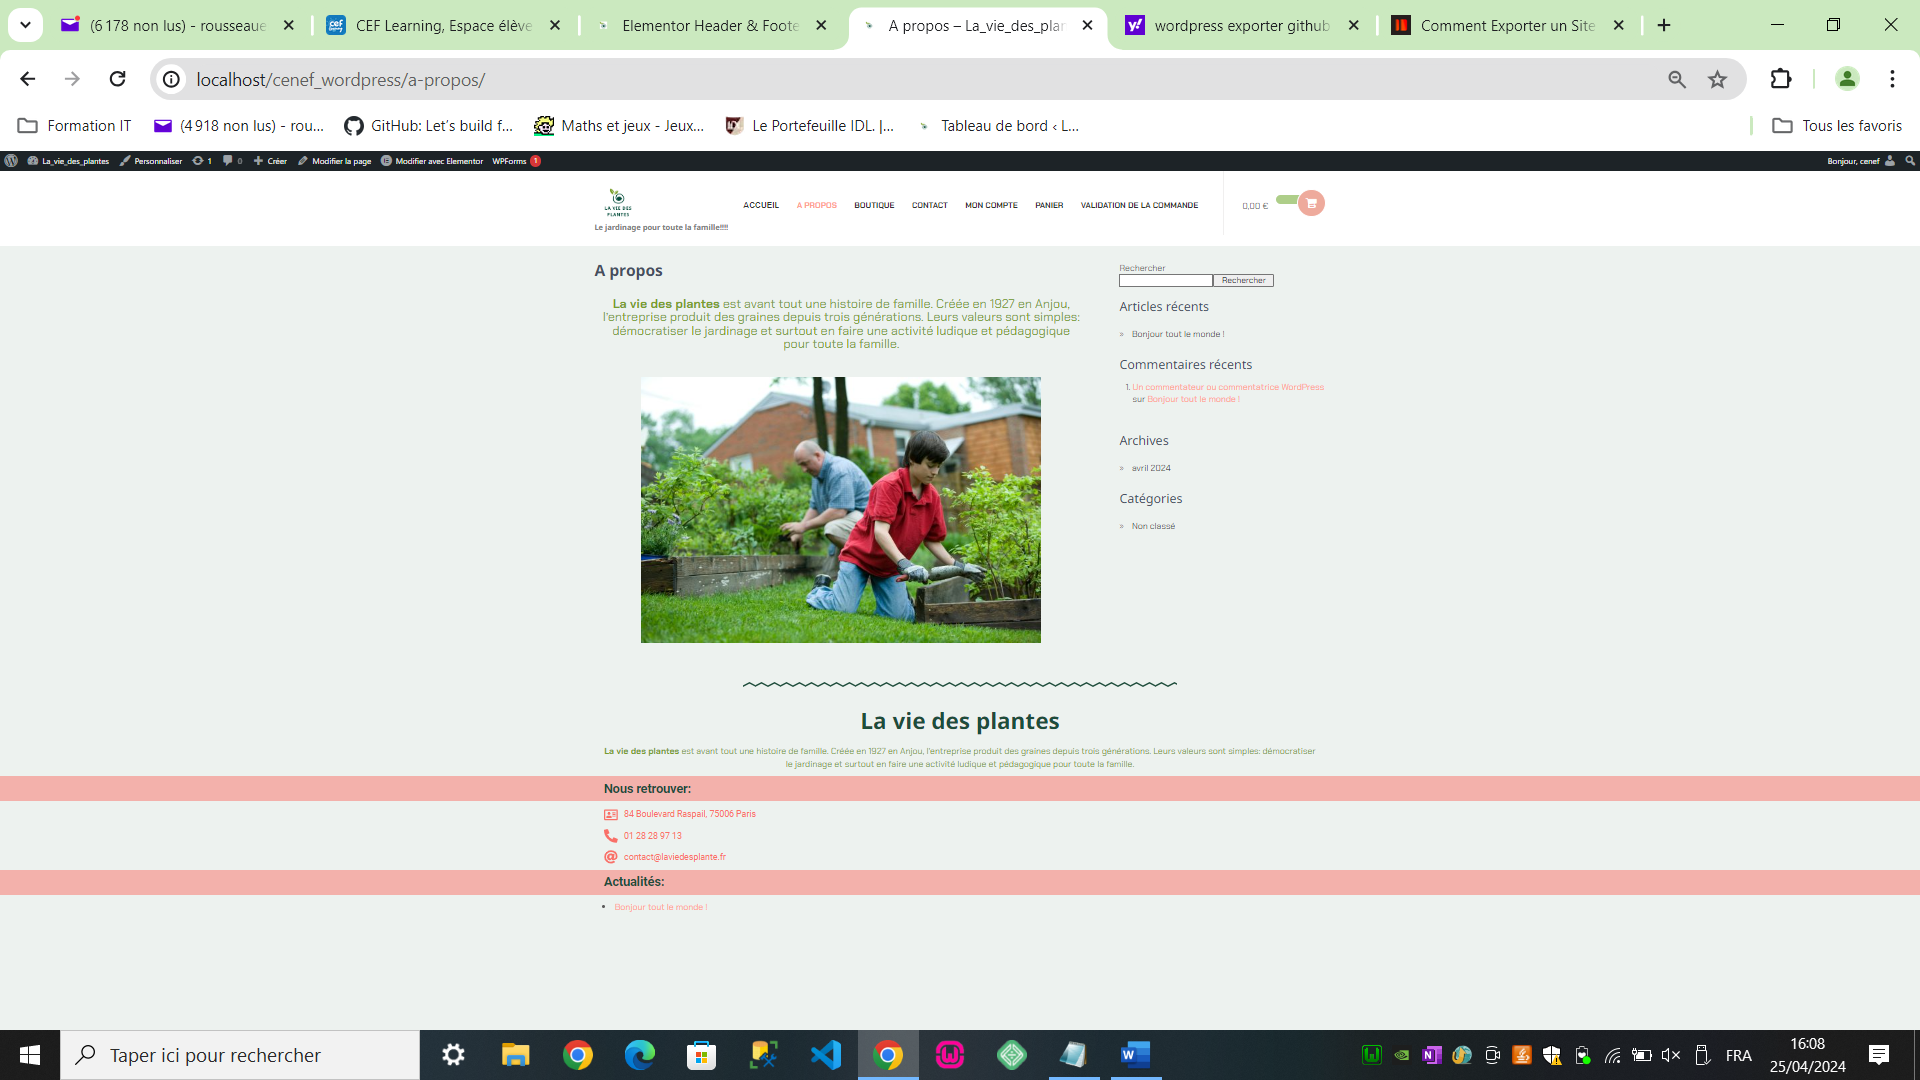 (6 178 non lus) - rousseaue
CEF Learning, Espace élève
Elementor Header & Foote
A propos – La_vie_des_plan
wordpress exporter github
Comment Exporter un Site
localhost/cenef_wordpress/a-propos/
Formation IT
(4 918 non lus) - rou...
GitHub: Let's build f...
Maths et jeux - Jeux...
Le Portefeuille IDL. |...
Tableau de bord ‹ L...
Tous les favoris
La_vie_des_plantes
Personnaliser
1
0
Créer
Modifier la page
Modifier avec Elementor
WPForms 1
Bonjour, cenef
LA VIE DES
PLANTES
Le jardinage pour toute la famille!!!!!
ACCUEIL
A PROPOS
BOUTIQUE
CONTACT
MON COMPTE
PANIER
VALIDATION DE LA COMMANDE
0,00 €
A propos
La vie des plantes est avant tout une histoire de famille. Créée en 1927 en Anjou,
l'entreprise produit des graines depuis trois générations. Leurs valeurs sont simples:
démocratiser le jardinage et surtout en faire une activité ludique et pédagogique
pour toute la famille.
Rechercher
Rechercher
Articles récents
» Bonjour tout le monde !
Commentaires récents
1. Un commentateur ou commentatrice WordPress
sur Bonjour tout le monde !
Archives
» avril 2024
Catégories
» Non classé
La vie des plantes
La vie des plantes est avant tout une histoire de famille. Créée en 1927 en Anjou, l'entreprise produit des graines depuis trois générations. Leurs valeurs sont simples: démocratiser
le jardinage et surtout en faire une activité ludique et pédagogique pour toute la famille.
Nous retrouver:
84 Boulevard Raspail, 75006 Paris
01 28 28 97 13
contact@laviedesplante.fr
Actualités:
• Bonjour tout le monde !
Taper ici pour rechercher
FRA
16:08
25/04/2024